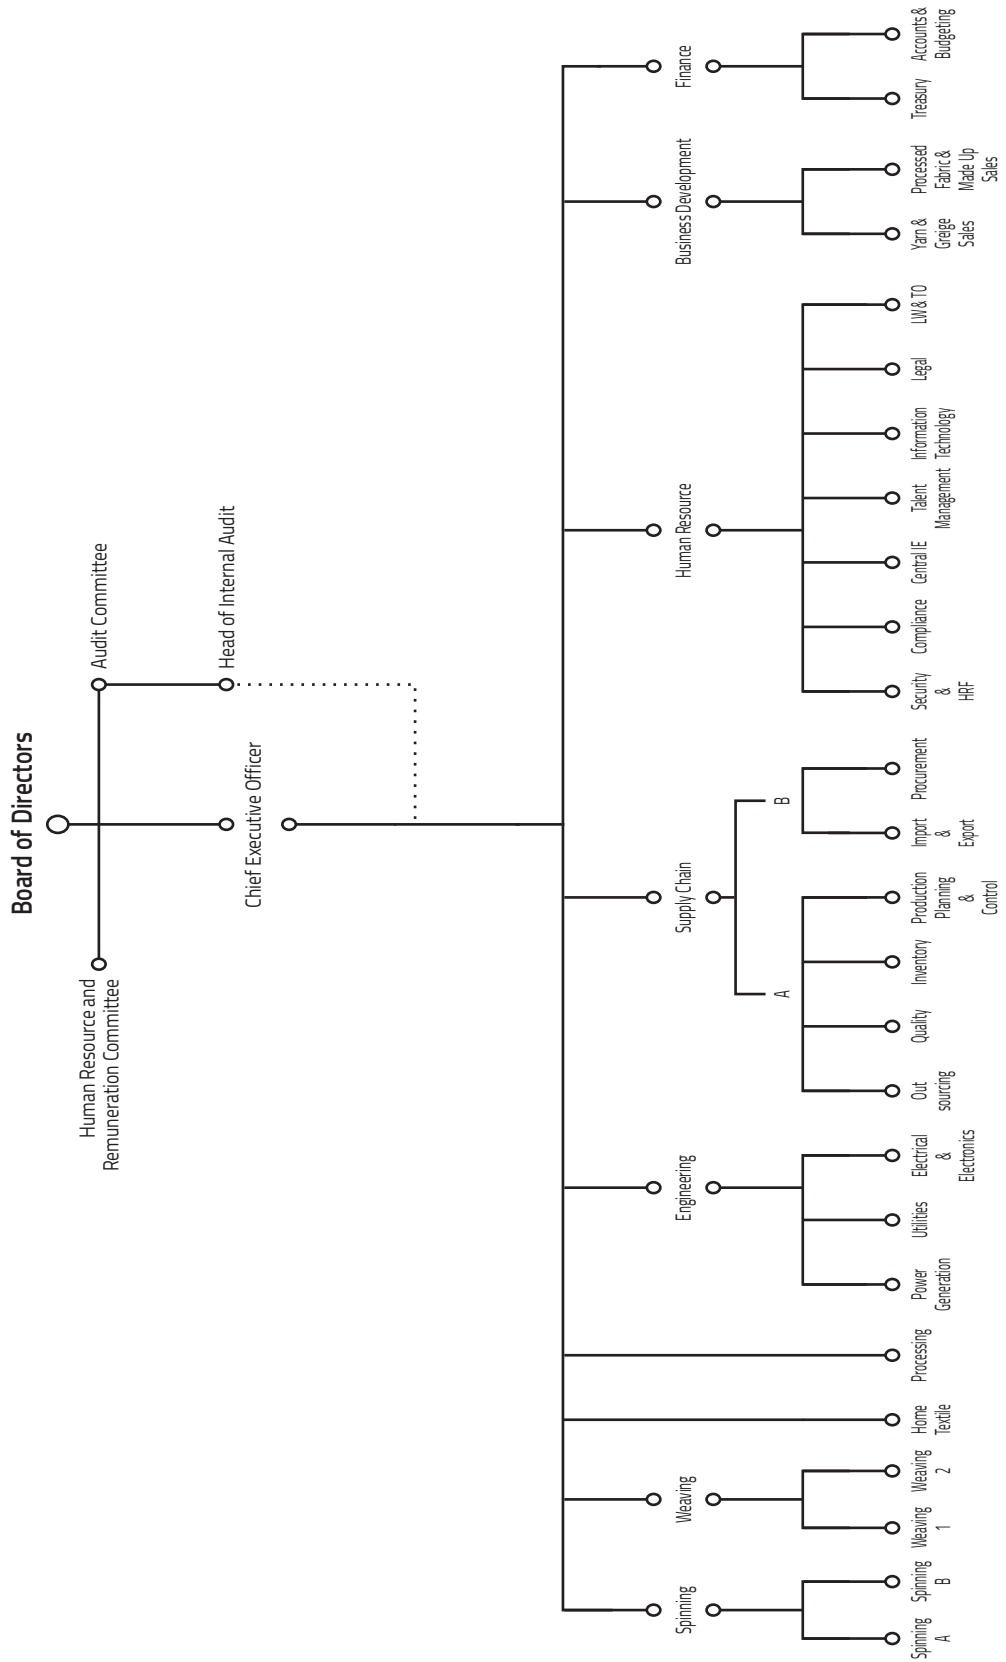 Board of Directors
Human Resource and
Remuneration Committee
Audit Committee
Chief Executive Officer
Head of Internal Audit
Spinning
Weaving
Engineering
Supply Chain
Human Resource
Business Development
Finance
A
B
Spinning
A
Spinning
B
Weaving
1
Weaving
2
Home
Textile
Processing
Power
Generation
Utilities
Electrical
&
Electronics
Out
sourcing
Quality
Inventory
Production
Planning
&
Control
Import
&
Export
Procurement
Security
&
HRF
Compliance
Central IE
Talent
Management
Information
Technology
Legal
LW & TO
Yarn &
Greige
Sales
Processed
Fabric &
Made Up
Sales
Treasury
Accounts &
Budgeting